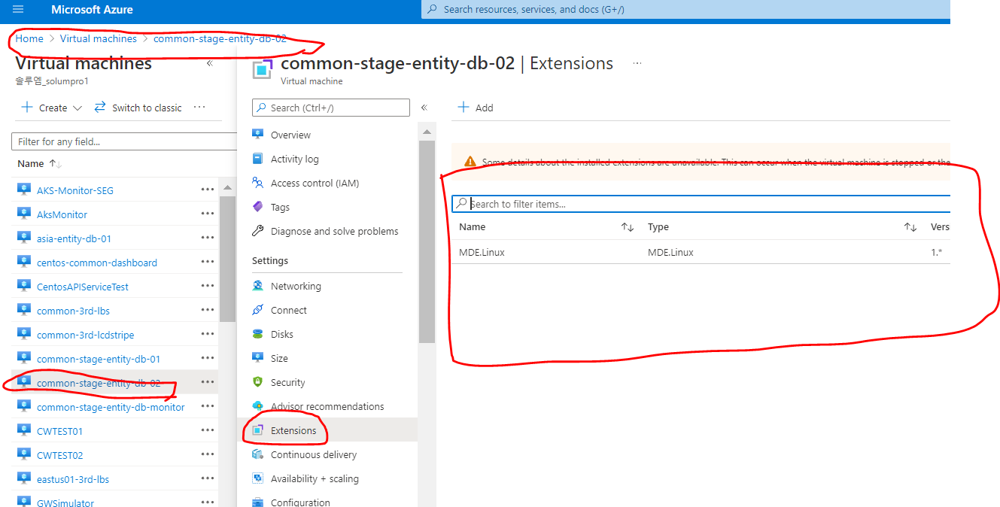 Microsoft Azure
Search resources, services, and docs (G+/)
Home > Virtual machines > common-stage-entity-db-02
Virtual machines
솔루엠_solumpro1
Create
Switch to classic
Filter for any field...
Name
AKS-Monitor-SEG
AksMonitor
asia-entity-db-01
centos-common-dashboard
CentosAPIServiceTest
common-3rd-lbs
common-3rd-lcdstripe
common-stage-entity-db-01
common-stage-entity-db-02
common-stage-entity-db-monitor
CWTEST01
CWTEST02
eastus01-3rd-lbs
GWSimulator
common-stage-entity-db-02 | Extensions
Virtual machine
Search (Ctrl+/)
Overview
Activity log
Access control (IAM)
Tags
Diagnose and solve problems
Settings
Networking
Connect
Disks
Size
Security
Advisor recommendations
Extensions
Continuous delivery
Availability + scaling
Configuration
Add
Some details about the installed extensions are unavailable. This can occur when the virtual machine is stopped or the
Search to filter items...
Name Type Vers
MDE.Linux MDE.Linux 1.*